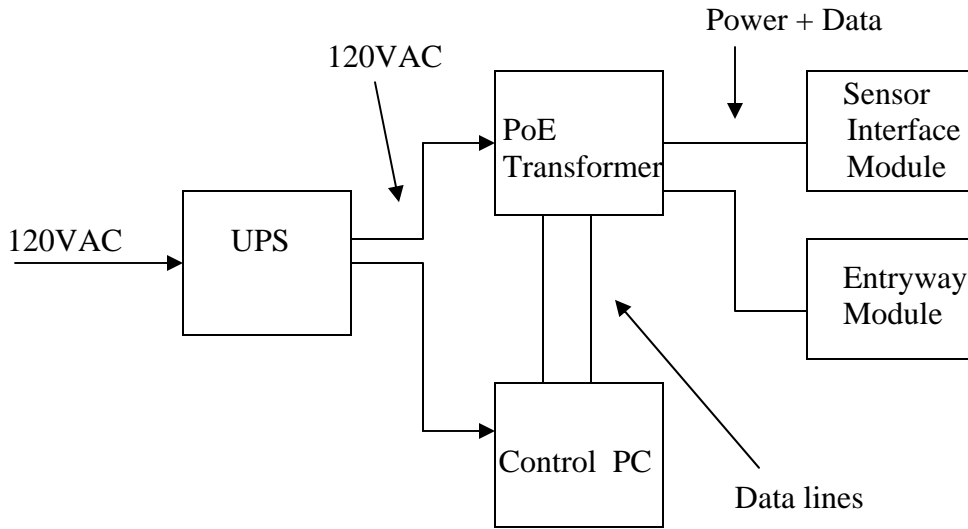 Power + Data
120VAC
Sensor
Interface
Module
PoE
Transformer
120VAC
UPS
Entryway
Module
Control PC
Data lines